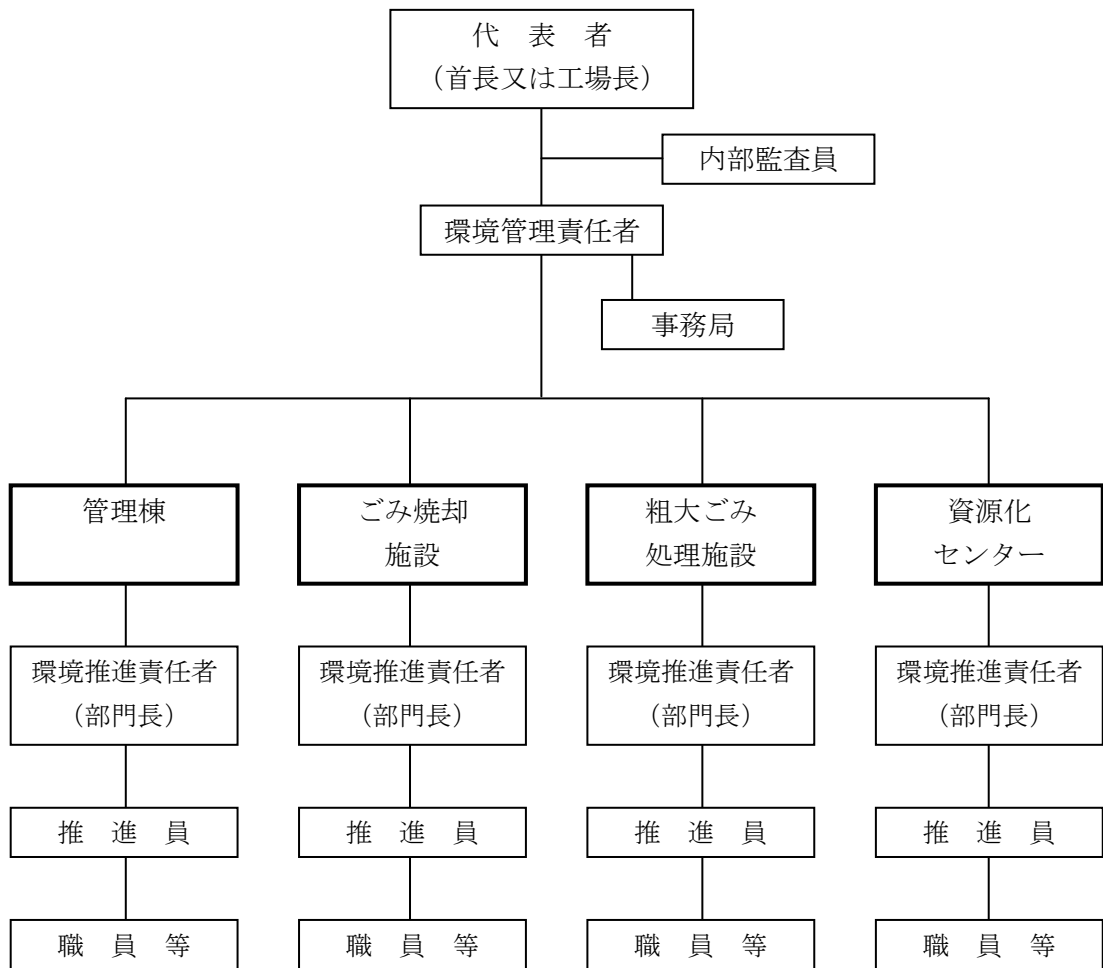 代　表　者
（首長又は工場長）
内部監査員
環境管理責任者
事務局
管理棟
ごみ焼却
施設
粗大ごみ
処理施設
資源化
センター
環境推進責任者
（部門長）
環境推進責任者
（部門長）
環境推進責任者
（部門長）
環境推進責任者
（部門長）
推　進　員
推　進　員
推　進　員
推　進　員
職　員　等
職　員　等
職　員　等
職　員　等